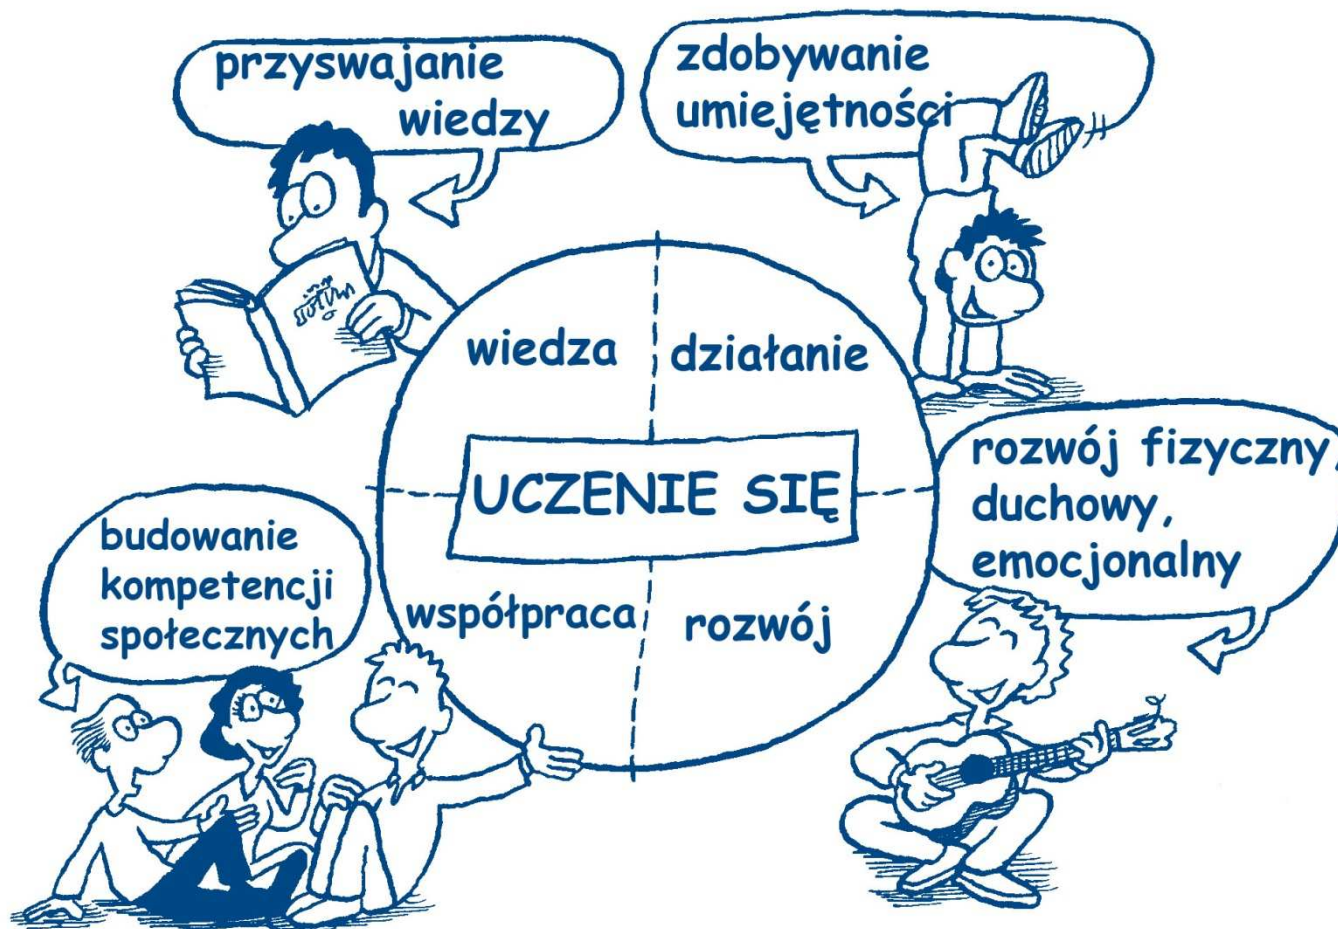 przyswajanie
wiedzy
zdobywanie
umiejętności
wiedza
działanie
UCZENIE SIĘ
współpraca
rozwój
budowanie
kompetencji
społecznych
rozwój fizyczny,
duchowy,
emocjonalny